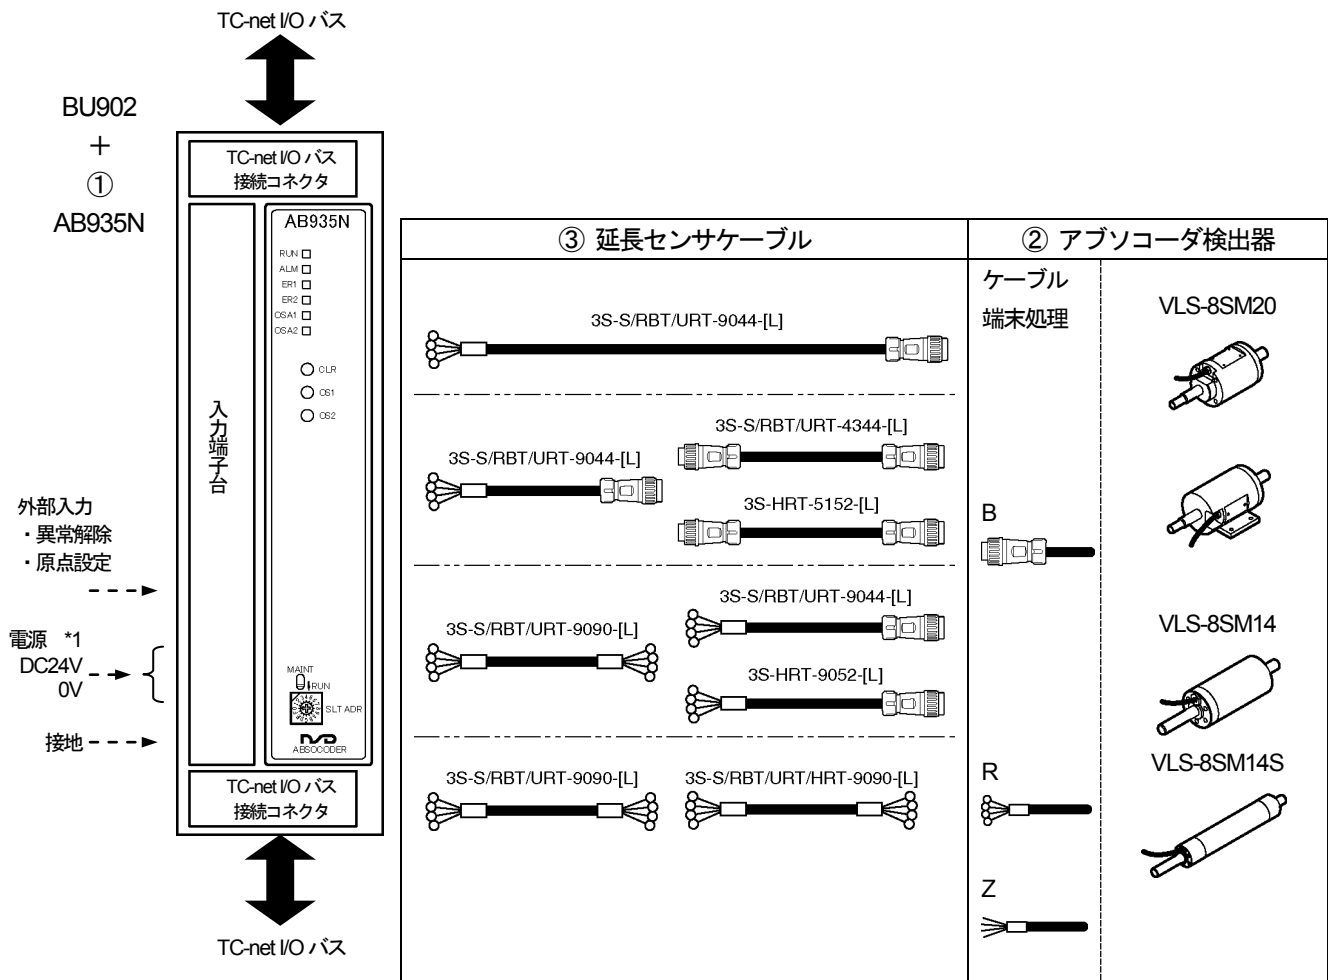 TC-net I/O バス
BU902
＋
①
AB935N
TC-net I/O バス
接続コネクタ
入力端子台
AB935N
RUN
ALM
ER1
ER2
OSA1
OSA2
CLR
OS1
OS2
外部入力
・異常解除
・原点設定
電源 *1
DC24V
0V
接地
MAINT
RUN
SLT ADR
NSD
ABSOCODER
TC-net I/O バス
接続コネクタ
TC-net I/O バス
③ 延長センサケーブル
3S-S/RBT/URT-9044-[L]
3S-S/RBT/URT-9044-[L]
3S-S/RBT/URT-4344-[L]
3S-HRT-5152-[L]
3S-S/RBT/URT-9090-[L]
3S-S/RBT/URT-9044-[L]
3S-HRT-9052-[L]
3S-S/RBT/URT-9090-[L]
3S-S/RBT/URT/HRT-9090-[L]
② アブソコーダ検出器
ケーブル
端末処理
B
R
Z
VLS-8SM20
VLS-8SM14
VLS-8SM14S